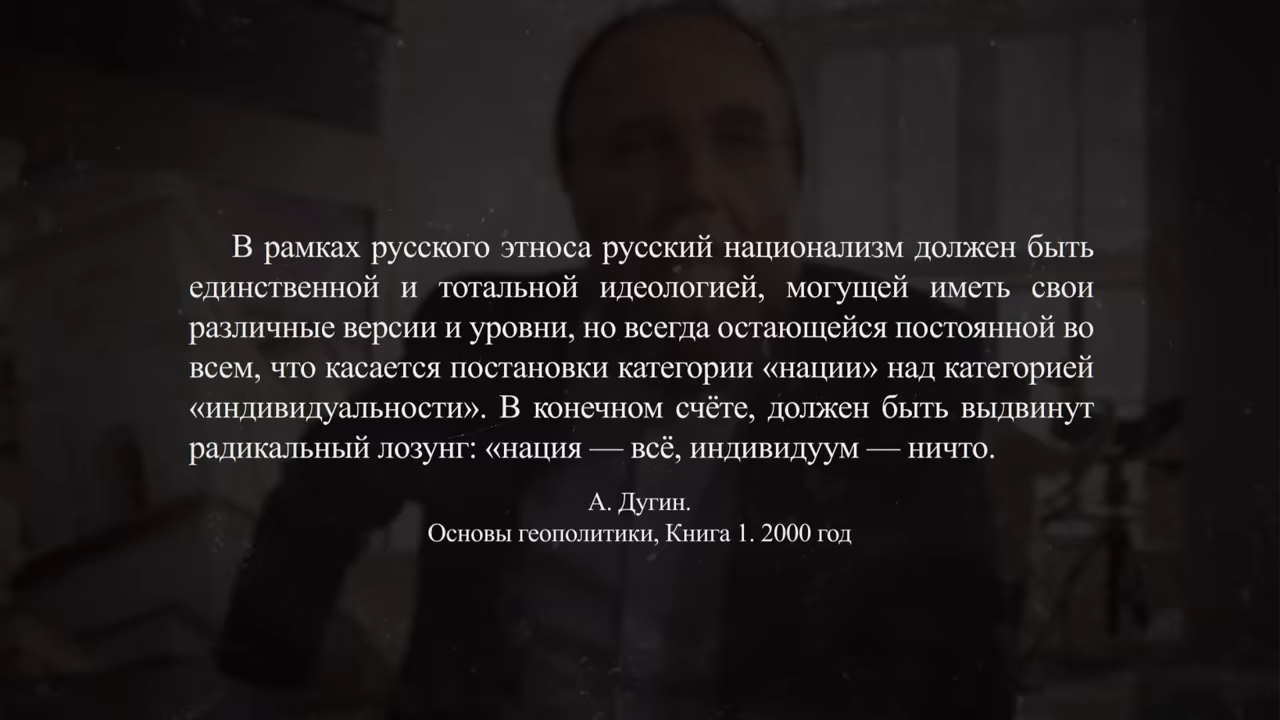 В рамках русского этноса русский национализм должен быть
единственной и тотальной идеологией, могущей иметь свои
различные версии и уровни, но всегда остающейся постоянной во
всем, что касается постановки категории «нации» над категорией
«индивидуальности». В конечном счёте, должен быть выдвинут
радикальный лозунг: «нация — всё, индивидуум — ничто.
А. Дугин.
Основы геополитики, Книга 1. 2000 год